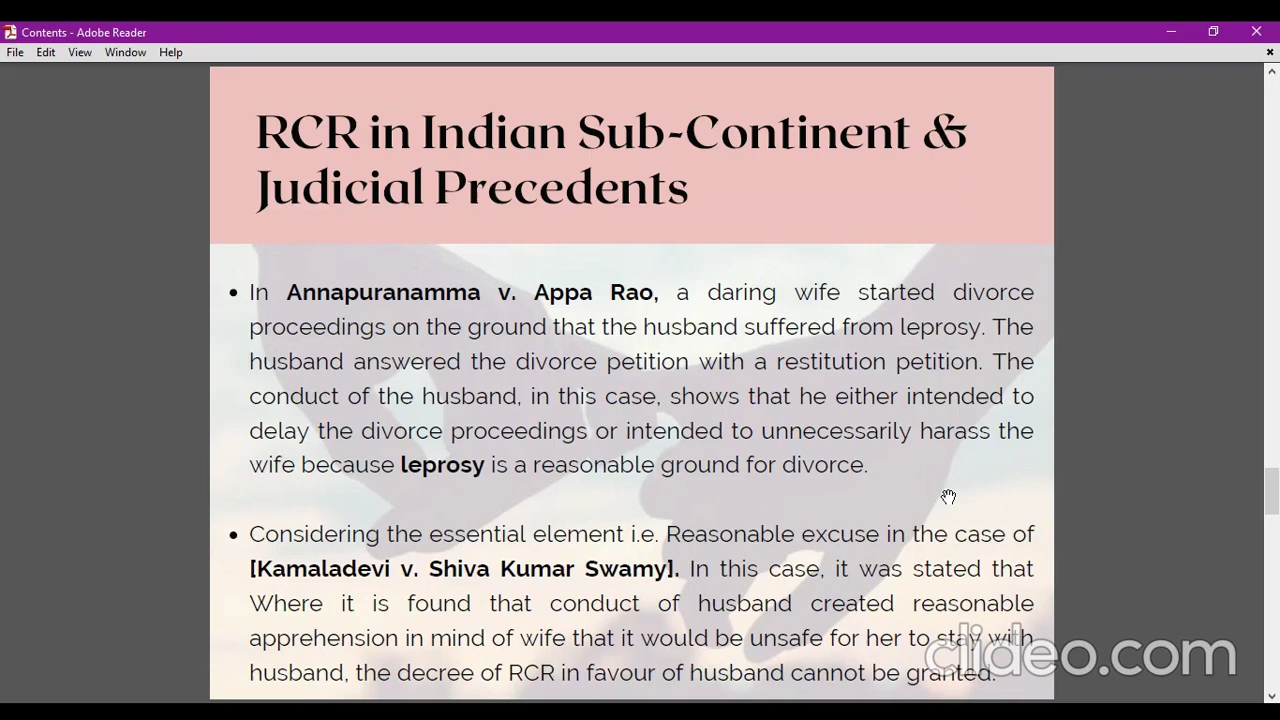 Contents - Adobe Reader
File Edit View Window Help
RCR in Indian Sub-Continent &
Judicial Precedents
• In Annapuranamma v. Appa Rao, a daring wife started divorce
proceedings on the ground that the husband suffered from leprosy. The
husband answered the divorce petition with a restitution petition. The
conduct of the husband, in this case, shows that he either intended to
delay the divorce proceedings or intended to unnecessarily harass the
wife because leprosy is a reasonable ground for divorce.
• Considering the essential element i.e. Reasonable excuse in the case of
[Kamaladevi v. Shiva Kumar Swamy]. In this case, it was stated that
Where it is found that conduct of husband created reasonable
apprehension in mind of wife that it would be unsafe for her to stay with
husband, the decree of RCR in favour of husband cannot be granted.
clideo.com